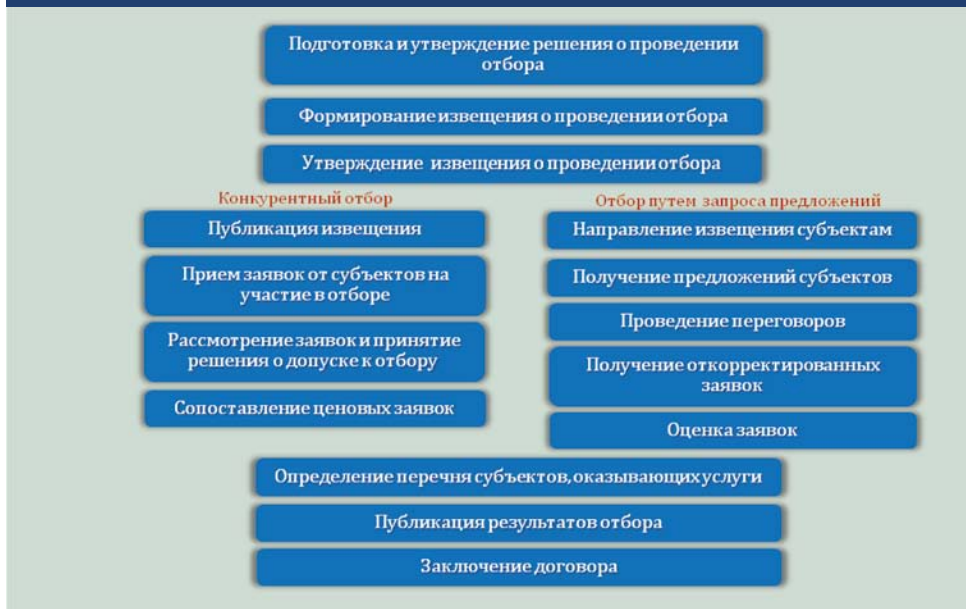 Подготовка и утверждение решения о проведении
отбора
Формирование извещения о проведении отбора
Утверждение извещения о проведении отбора
Конкурентный отбор
Публикация извещения
Прием заявок от субъектов на
участие в отборе
Рассмотрение заявок и принятие
решения о допуске к отбору
Сопоставление ценовых заявок
Отбор путем запроса предложений
Направление извещения субъектам
Получение предложений субъектов
Проведение переговоров
Получение откорректированных
заявок
Оценка заявок
Определение перечня субъектов, оказывающих услуги
Публикация результатов отбора
Заключение договора